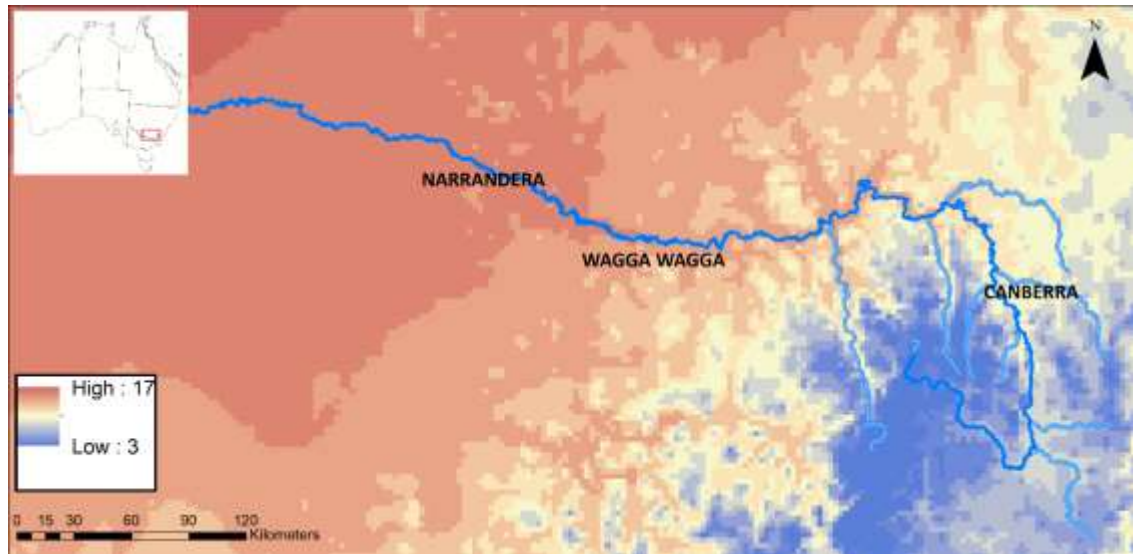 N
NARRANDERA
WAGGA WAGGA
CANBERRA
High : 17
Low : 3
0 15 30 60 90 120
Kilometers